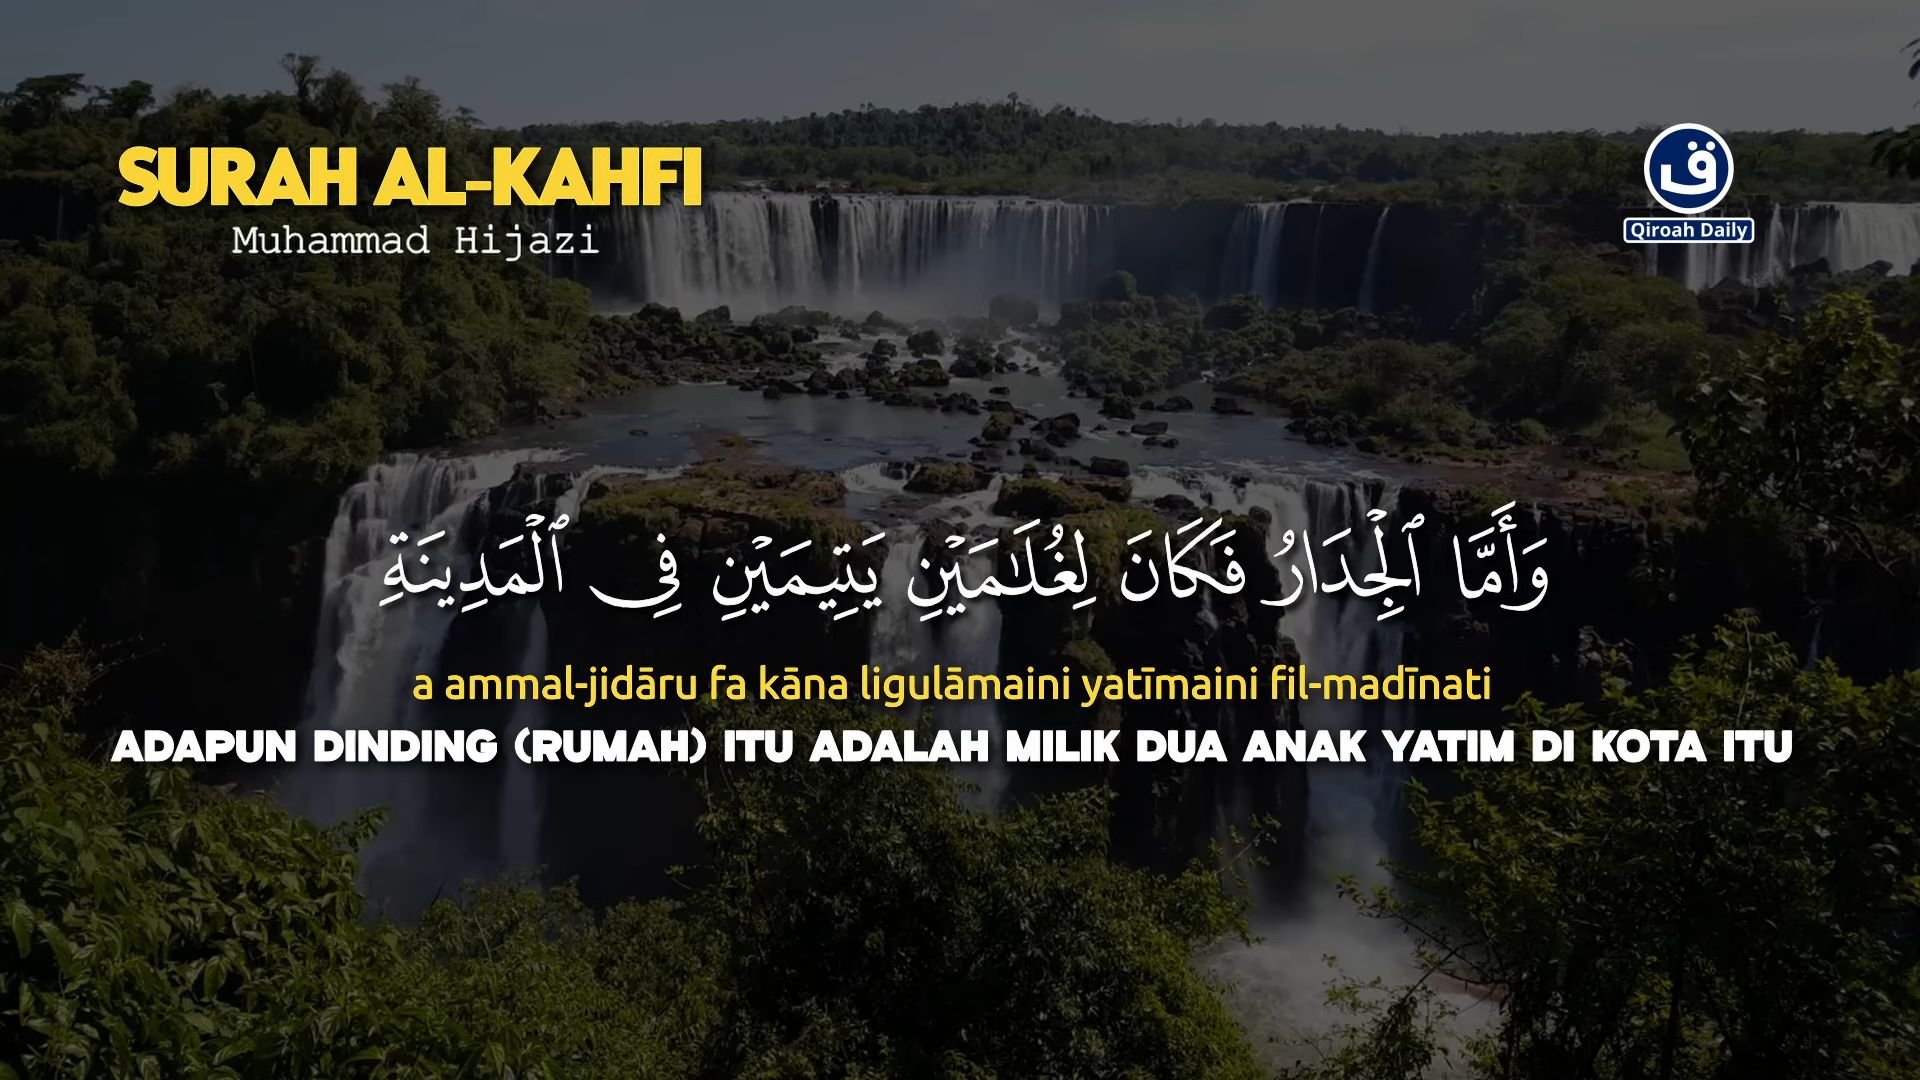 SURAH AL-KAHFI
Muhammad Hijazi
ق
Qiroah Daily
وَأَمَّا ٱلْجِدَارُ فَكَانَ لِغُلَـٰمَيْنِ يَتِيمَيْنِ فِى ٱلْمَدِينَةِ
a ammal-jidāru fa kāna ligulāmaini yatīmaini fil-madīnati
ADAPUN DINDING (RUMAH) ITU ADALAH MILIK DUA ANAK YATIM DI KOTA ITU